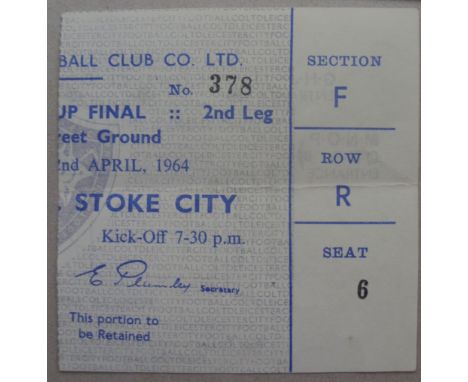 BALL CLUB CO. LTD.
No. 378
UP FINAL :: 2nd Leg
reet Ground
2nd APRIL, 1964
STOKE CITY
Kick-Off 7-30 p.m.
E Plumley Secretary
This portion to
be Retained
SECTION
F
ROW
R
SEAT
6